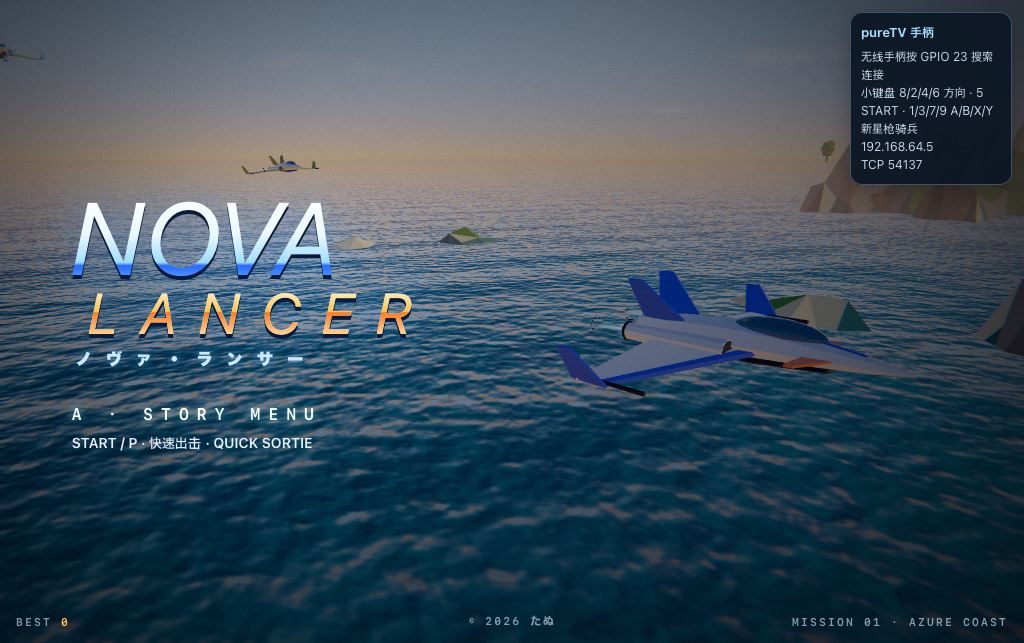 pureTV 手柄
无线手柄按 GPIO 23 搜索
连接
小键盘 8/2/4/6 方向 · 5
START · 1/3/7/9 A/B/X/Y
新星枪骑兵
192.168.64.5
TCP 54137
NOVA
LANCER
ノヴァ・ランサー
A · STORY MENU
START / P · 快速出击 · QUICK SORTIE
BEST 0
© 2026 たぬ
MISSION 01 · AZURE COAST